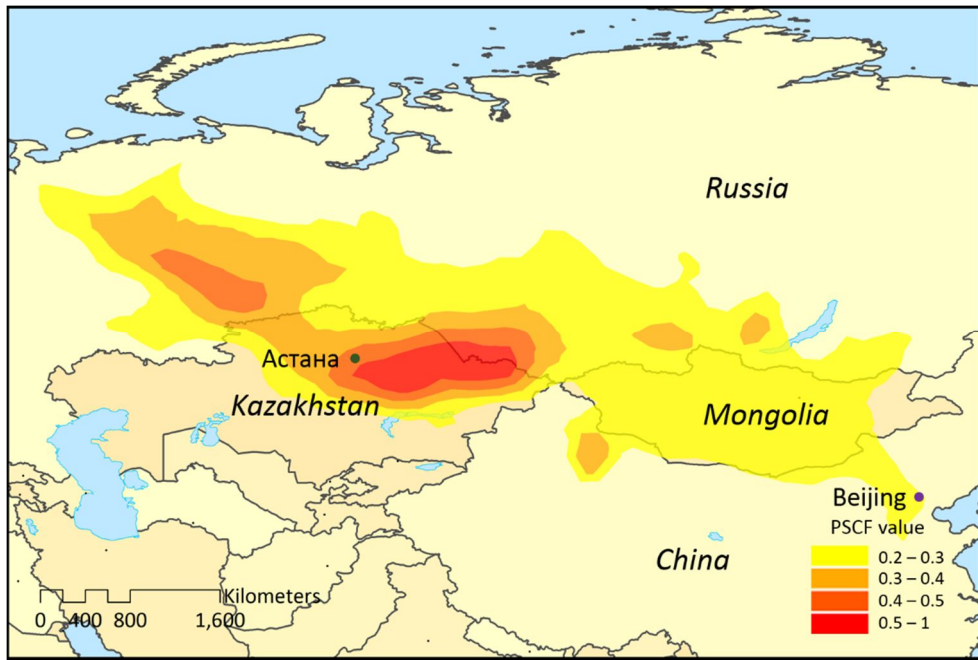 Russia
Астана
Kazakhstan
Mongolia
Beijing
PSCF value
China
0.2 – 0.3
0.3 – 0.4
0.4 – 0.5
0.5 – 1
Kilometers
0 400 800 1,600